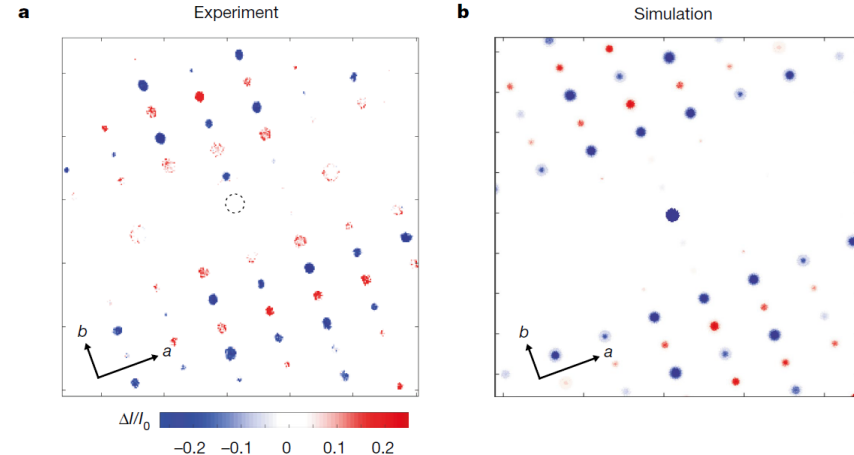 a Experiment
b Simulation
b
a
b
a
ΔI/I0
−0.2 −0.1 0 0.1 0.2